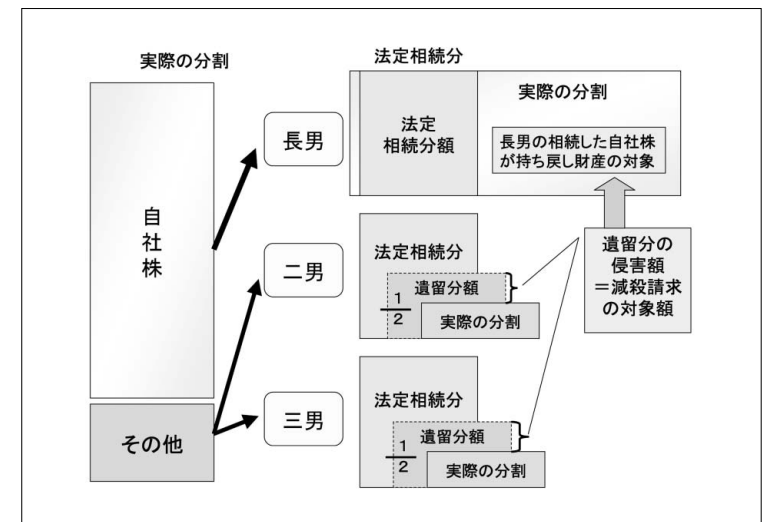 実際の分割
自
社
株
その他
長男
二男
三男
法定相続分
法定
相続分額
実際の分割
長男の相続した自社株
が持ち戻し財産の対象
法定相続分
遺留分額
1
2
実際の分割
遺留分の
侵害額
=減殺請求
の対象額
法定相続分
遺留分額
1
2
実際の分割